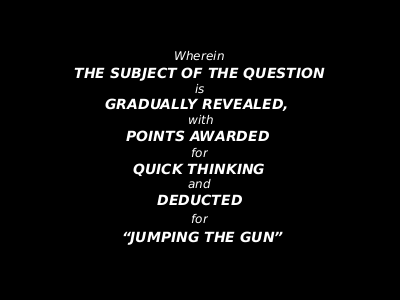 Wherein
THE SUBJECT OF THE QUESTION
is
GRADUALLY REVEALED,
with
POINTS AWARDED
for
QUICK THINKING
and
DEDUCTED
for
“JUMPING THE GUN”